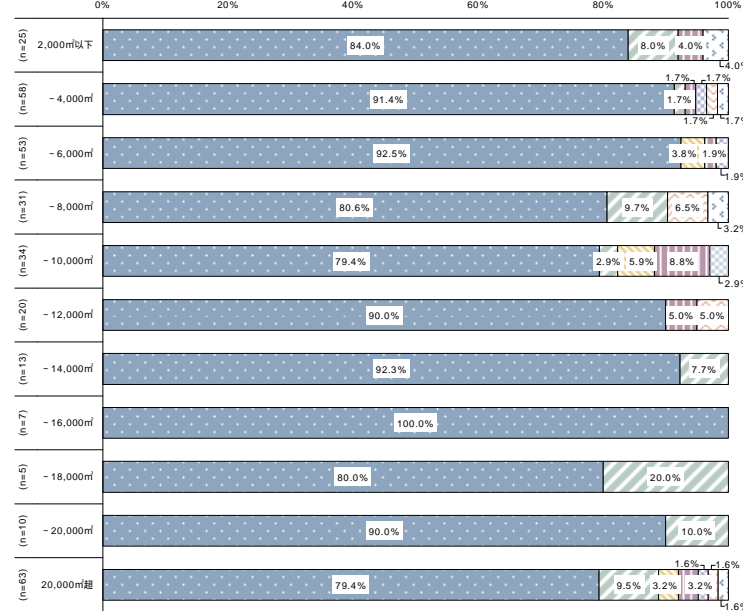 0% 20% 40% 60% 80% 100%
(n=25) 2,000㎡以下 84.0% 8.0% 4.0% 4.0%
(n=58) ~4,000㎡ 91.4% 1.7% 1.7% 1.7% 1.7% 1.7%
(n=53) ~6,000㎡ 92.5% 3.8% 1.9% 1.9%
(n=31) ~8,000㎡ 80.6% 9.7% 6.5% 3.2%
(n=34) ~10,000㎡ 79.4% 2.9% 5.9% 8.8% 2.9%
(n=20) ~12,000㎡ 90.0% 5.0% 5.0%
(n=13) ~14,000㎡ 92.3% 7.7%
(n=7) ~16,000㎡ 100.0%
(n=5) ~18,000㎡ 80.0% 20.0%
(n=10) ~20,000㎡ 90.0% 10.0%
(n=63) 20,000㎡超 79.4% 9.5% 3.2% 3.2% 1.6% 1.6% 1.6%